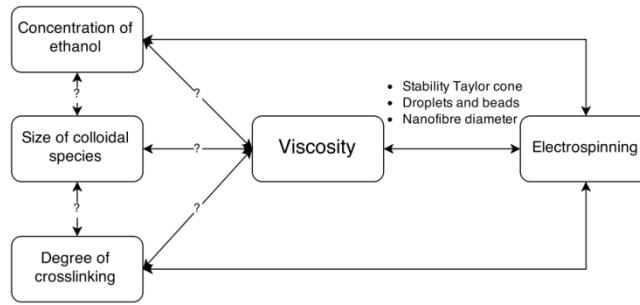 Concentration of
ethanol
?
?
• Stability Taylor cone
• Droplets and beads
• Nanofibre diameter
?
Size of colloidal
species
?
Viscosity
Electrospinning
?
?
Degree of
crosslinking